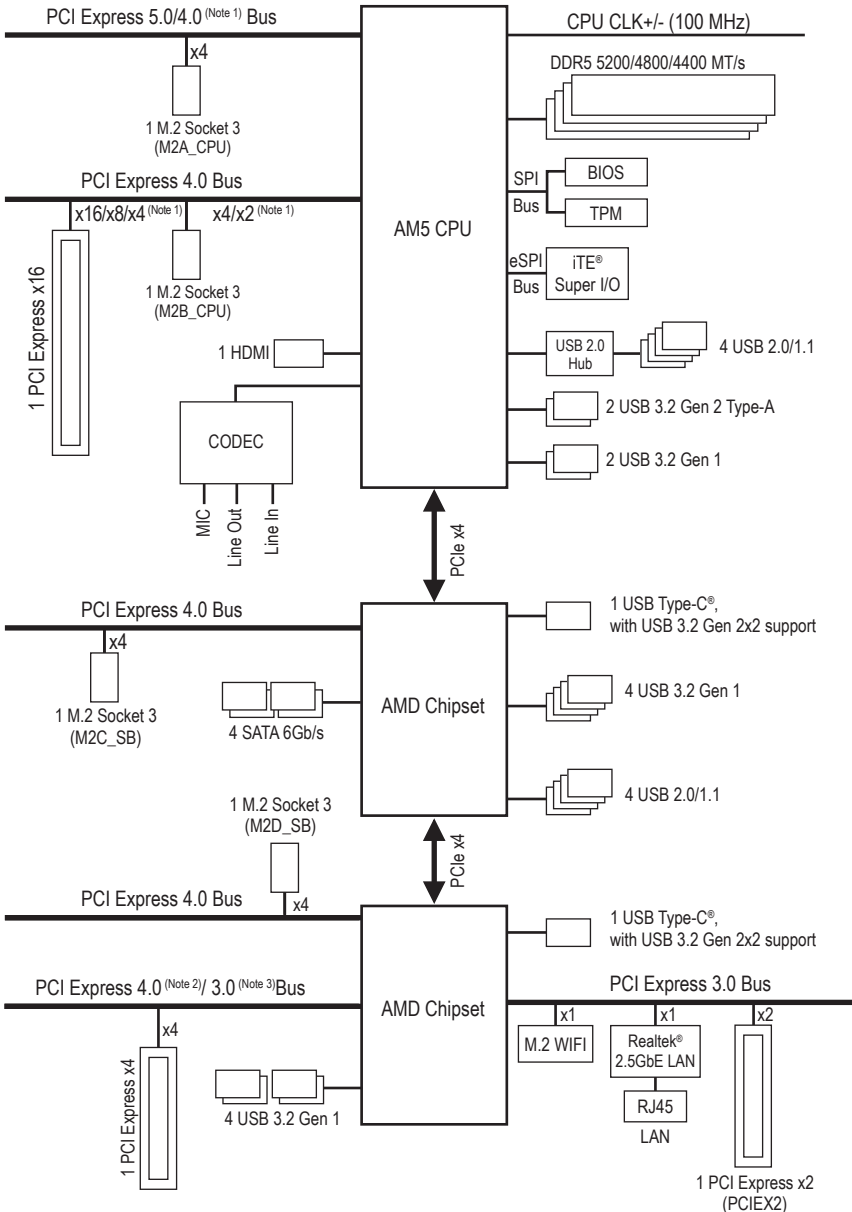 PCI Express 5.0/4.0 (Note 1) Bus
x4
1 M.2 Socket 3
(M2A_CPU)
PCI Express 4.0 Bus
x16/x8/x4 (Note 1)
x4/x2 (Note 1)
1 PCI Express x16
1 M.2 Socket 3
(M2B_CPU)
1 HDMI
CODEC
MIC
Line Out
Line In
AM5 CPU
CPU CLK+/- (100 MHz)
DDR5 5200/4800/4400 MT/s
SPI
Bus
BIOS
TPM
eSPI
Bus
iTE®
Super I/O
USB 2.0
Hub
4 USB 2.0/1.1
2 USB 3.2 Gen 2 Type-A
2 USB 3.2 Gen 1
PCIe x4
PCI Express 4.0 Bus
x4
1 M.2 Socket 3
(M2C_SB)
4 SATA 6Gb/s
AMD Chipset
1 USB Type-C®,
with USB 3.2 Gen 2x2 support
4 USB 3.2 Gen 1
4 USB 2.0/1.1
PCIe x4
1 M.2 Socket 3
(M2D_SB)
PCI Express 4.0 Bus
x4
PCI Express 4.0 (Note 2)/ 3.0 (Note 3)Bus
x4
1 PCI Express x4
4 USB 3.2 Gen 1
AMD Chipset
1 USB Type-C®,
with USB 3.2 Gen 2x2 support
PCI Express 3.0 Bus
x1
x1
x2
M.2 WIFI
Realtek®
2.5GbE LAN
RJ45
LAN
1 PCI Express x2
(PCIEX2)